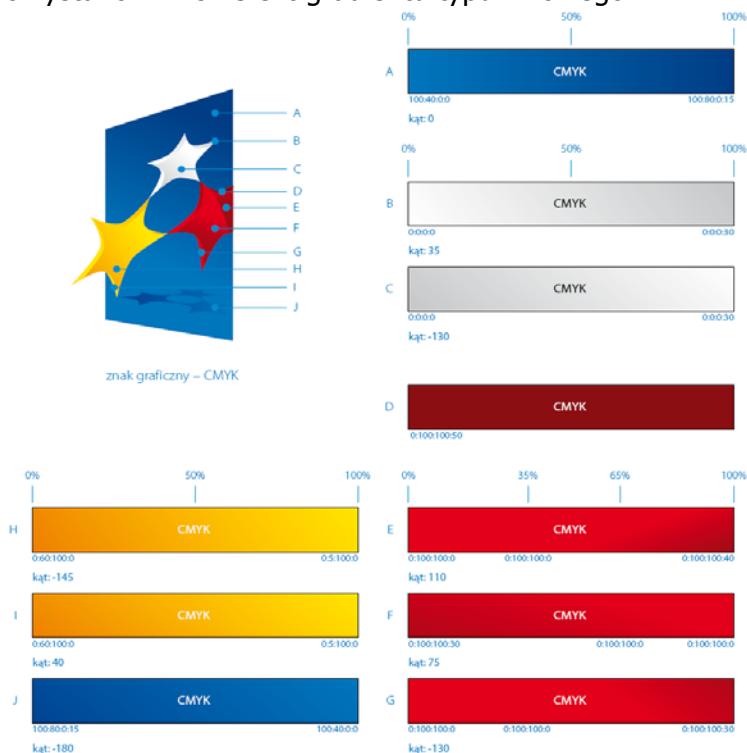 0% 50% 100%
A CMYK
100:40:0:0 100:80:0:15
kąt: 0
A
B
C
D
E
F
G
H
I
J
znak graficzny – CMYK
0% 50% 100%
B CMYK
0:0:0:0 0:0:0:30
kąt: 35
C CMYK
0:0:0:0 0:0:0:30
kąt: -130
D CMYK
0:100:100:50
0% 50% 100%
H CMYK
0:60:100:0 0:5:100:0
kąt: -145
I CMYK
0:60:100:0 0:5:100:0
kąt: 40
J CMYK
100:80:0:15 100:40:0:0
kąt: -180
0% 35% 65% 100%
E CMYK
0:100:100:0 0:100:100:0 0:100:100:40
kąt: 110
F CMYK
0:100:100:30 0:100:100:0 0:100:100:0
kąt: 75
G CMYK
0:100:100:0 0:100:100:0 0:100:100:30
kąt: -130